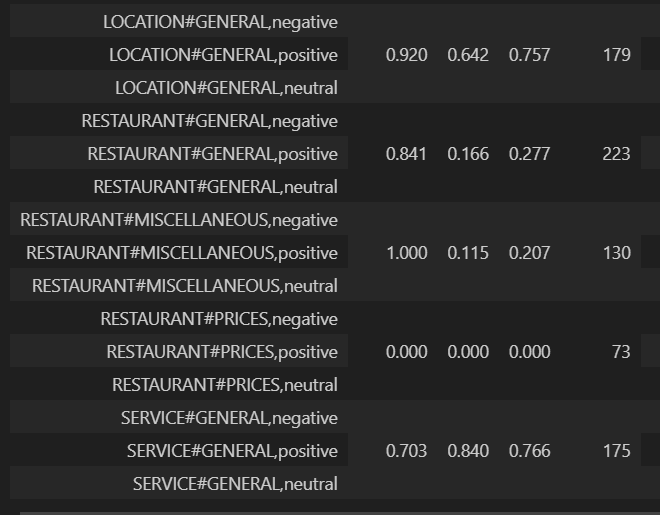 LOCATION#GENERAL,negative
LOCATION#GENERAL,positive 0.920 0.642 0.757 179
LOCATION#GENERAL,neutral
RESTAURANT#GENERAL,negative
RESTAURANT#GENERAL,positive 0.841 0.166 0.277 223
RESTAURANT#GENERAL,neutral
RESTAURANT#MISCELLANEOUS,negative
RESTAURANT#MISCELLANEOUS,positive 1.000 0.115 0.207 130
RESTAURANT#MISCELLANEOUS,neutral
RESTAURANT#PRICES,negative
RESTAURANT#PRICES,positive 0.000 0.000 0.000 73
RESTAURANT#PRICES,neutral
SERVICE#GENERAL,negative
SERVICE#GENERAL,positive 0.703 0.840 0.766 175
SERVICE#GENERAL,neutral